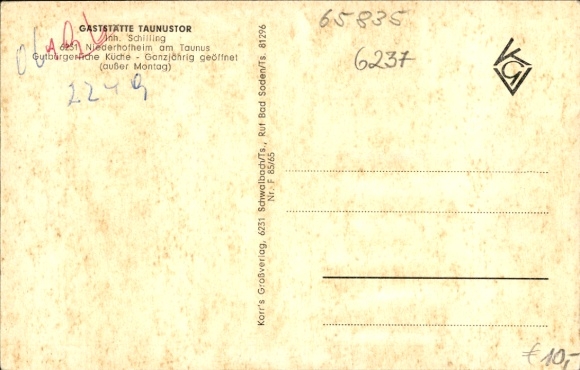 GASTSTÄTTE TAUNUSTOR
Inh. Schilling
6231 Niederhofheim am Taunus
Gutbürgerliche Küche - Ganzjährig geöffnet
(außer Montag)
2249
Korr's Großverlag, 6231 Schwalbach/Ts., Ruf Bad Soden/Ts. 81296
Nr. F 85/65
65835
6237
€ 10,-